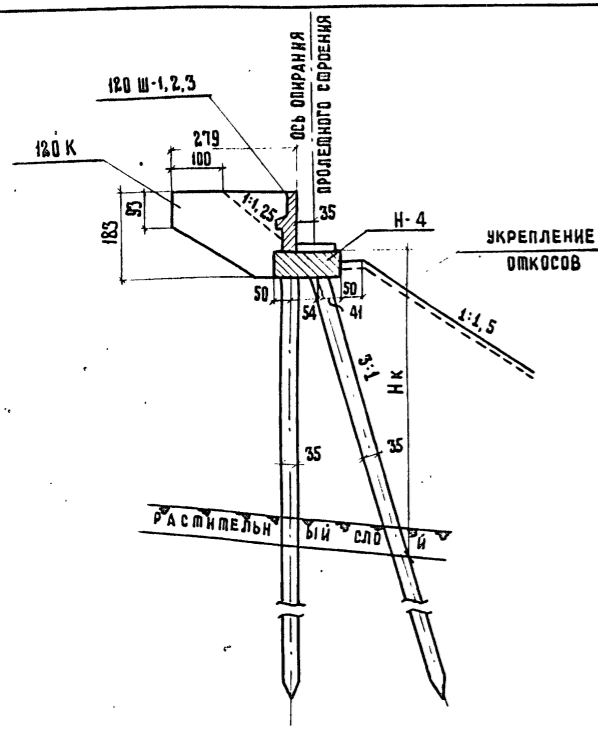 ОСЬ ОПИРАНИЯ
ПРОЛЕТНОГО СТРОЕНИЯ
120 Ш-1,2,3
279
120 К
100
1:1,25
35
93
183
Н-4
УКРЕПЛЕНИЕ
ОТКОСОВ
50
54
41
50
1:1,5
3:1
Нк
35
35
РАСТИТЕЛЬНЫЙ СЛОЙ